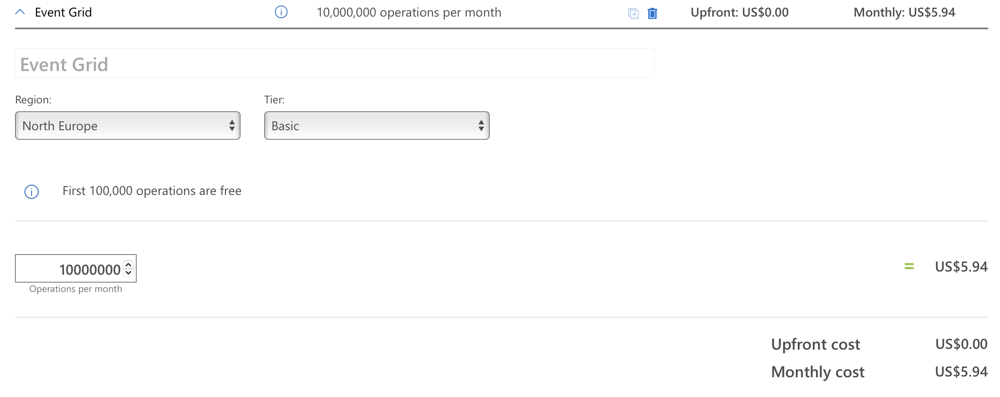 Event Grid
10,000,000 operations per month
Upfront: US$0.00
Monthly: US$5.94
Event Grid
Region:
Tier:
North Europe
Basic
First 100,000 operations are free
10000000
Operations per month
= US$5.94
Upfront cost US$0.00
Monthly cost US$5.94